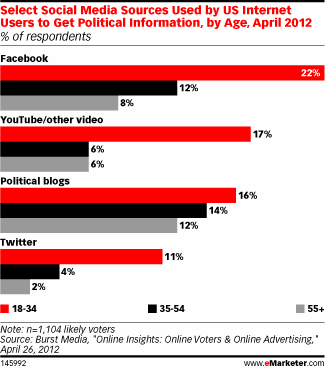 Select Social Media Sources Used by US Internet
Users to Get Political Information, by Age, April 2012
% of respondents
Facebook
22%
12%
8%
YouTube/other video
17%
6%
6%
Political blogs
16%
14%
12%
Twitter
11%
4%
2%
18-34 35-54 55+
Note: n=1,104 likely voters
Source: Burst Media, "Online Insights: Online Voters & Online Advertising,"
April 26, 2012
145992 www.eMarketer.com